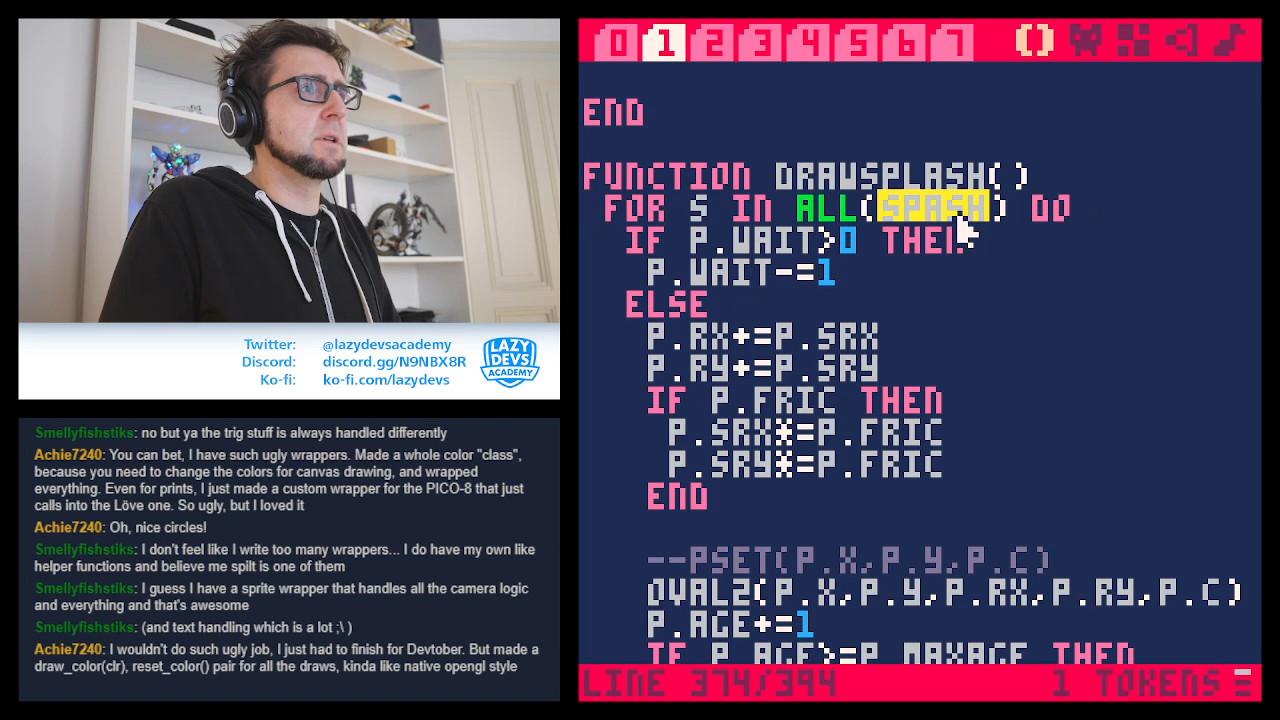 Twitter: @lazydevsacademy
Discord: discord.gg/N9NBX8R
Ko-fi: ko-fi.com/lazydevs
LAZY
DEVS
ACADEMY
Smellyfishstiks: no but ya the trig stuff is always handled differently
Achie7240: You can bet, I have such ugly wrappers. Made a whole color "class",
because you need to change the colors for canvas drawing, and wrapped
everything. Even for prints, I just made a custom wrapper for the PICO-8 that just
calls into the Löve one. So ugly, but I loved it
Achie7240: Oh, nice circles!
Smellyfishstiks: I don't feel like I write too many wrappers... I do have my own like
helper functions and believe me spilt is one of them
Smellyfishstiks: I guess I have a sprite wrapper that handles all the camera logic
and everything and that's awesome
Smellyfishstiks: (and text handling which is a lot ;\ )
Achie7240: I wouldn't do such ugly job, I just had to finish for Devtober. But made a
draw_color(clr), reset_color() pair for all the draws, kinda like native opengl style
0 1 2 3 4 5 6 7 ()
END
FUNCTION DRAWSPLASH()
FOR S IN ALL(SPASH) DO
IF P.WAIT>0 THEN
P.WAIT-=1
ELSE
P.RX+=P.SRX
P.RY+=P.SRY
IF P.FRIC THEN
P.SRX*=P.FRIC
P.SRY*=P.FRIC
END
--PSET(P.X,P.Y,P.C)
OVAL2(P.X,P.Y,P.RX,P.RY,P.C)
P.AGE+=1
IF P.AGE>=P.MAXAGE THEN
LINE 374/394 1 TOKENS